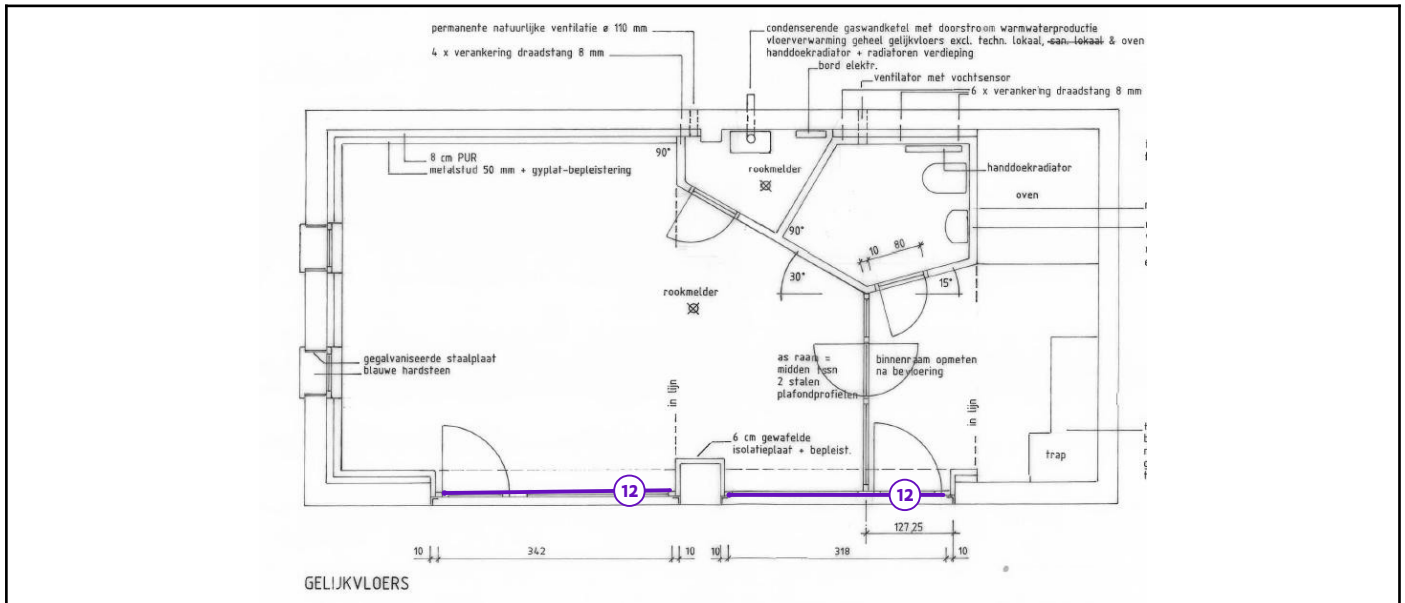 permanente natuurlijke ventilatie ø 110 mm
4 x verankering draadstang 8 mm
condenserende gaswandketel met doorstroom warmwaterproductie
vloerverwarming geheel gelijkvloers excl. techn. lokaal, san. lokaal & oven
handdoekradiator + radiatoren verdieping
bord elektr.
ventilator met vochtsensor
6 x verankering draadstang 8 mm
8 cm PUR
metalstud 50 mm + gyplat-bepleistering
90°
rookmelder
handdoekradiator
oven
90°
10 80
30°
15°
rookmelder
gegalvaniseerde staalplaat
blauwe hardsteen
as raam =
midden tssn
2 stalen
plafondprofielen
binnenraam opmeten
na bevloering
in lijn
in lijn
6 cm gewafelde
isolatieplaat + bepleist.
trap
12
12
127,25
10 342 10 10 318 10
GELIJKVLOERS